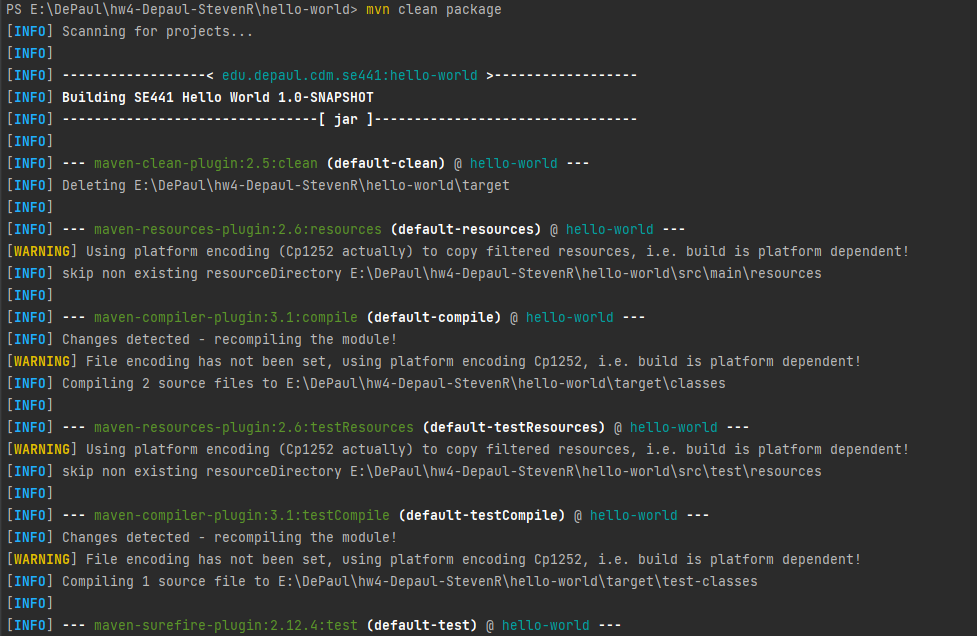 PS E:\DePaul\hw4-Depaul-StevenR\hello-world> mvn clean package
[INFO] Scanning for projects...
[INFO]
[INFO] ------------------< edu.depaul.cdm.se441:hello-world >------------------
[INFO] Building SE441 Hello World 1.0-SNAPSHOT
[INFO] --------------------------------[ jar ]---------------------------------
[INFO]
[INFO] --- maven-clean-plugin:2.5:clean (default-clean) @ hello-world ---
[INFO] Deleting E:\DePaul\hw4-Depaul-StevenR\hello-world\target
[INFO]
[INFO] --- maven-resources-plugin:2.6:resources (default-resources) @ hello-world ---
[WARNING] Using platform encoding (Cp1252 actually) to copy filtered resources, i.e. build is platform dependent!
[INFO] skip non existing resourceDirectory E:\DePaul\hw4-Depaul-StevenR\hello-world\src\main\resources
[INFO]
[INFO] --- maven-compiler-plugin:3.1:compile (default-compile) @ hello-world ---
[INFO] Changes detected - recompiling the module!
[WARNING] File encoding has not been set, using platform encoding Cp1252, i.e. build is platform dependent!
[INFO] Compiling 2 source files to E:\DePaul\hw4-Depaul-StevenR\hello-world\target\classes
[INFO]
[INFO] --- maven-resources-plugin:2.6:testResources (default-testResources) @ hello-world ---
[WARNING] Using platform encoding (Cp1252 actually) to copy filtered resources, i.e. build is platform dependent!
[INFO] skip non existing resourceDirectory E:\DePaul\hw4-Depaul-StevenR\hello-world\src\test\resources
[INFO]
[INFO] --- maven-compiler-plugin:3.1:testCompile (default-testCompile) @ hello-world ---
[INFO] Changes detected - recompiling the module!
[WARNING] File encoding has not been set, using platform encoding Cp1252, i.e. build is platform dependent!
[INFO] Compiling 1 source file to E:\DePaul\hw4-Depaul-StevenR\hello-world\target\test-classes
[INFO]
[INFO] --- maven-surefire-plugin:2.12.4:test (default-test) @ hello-world ---